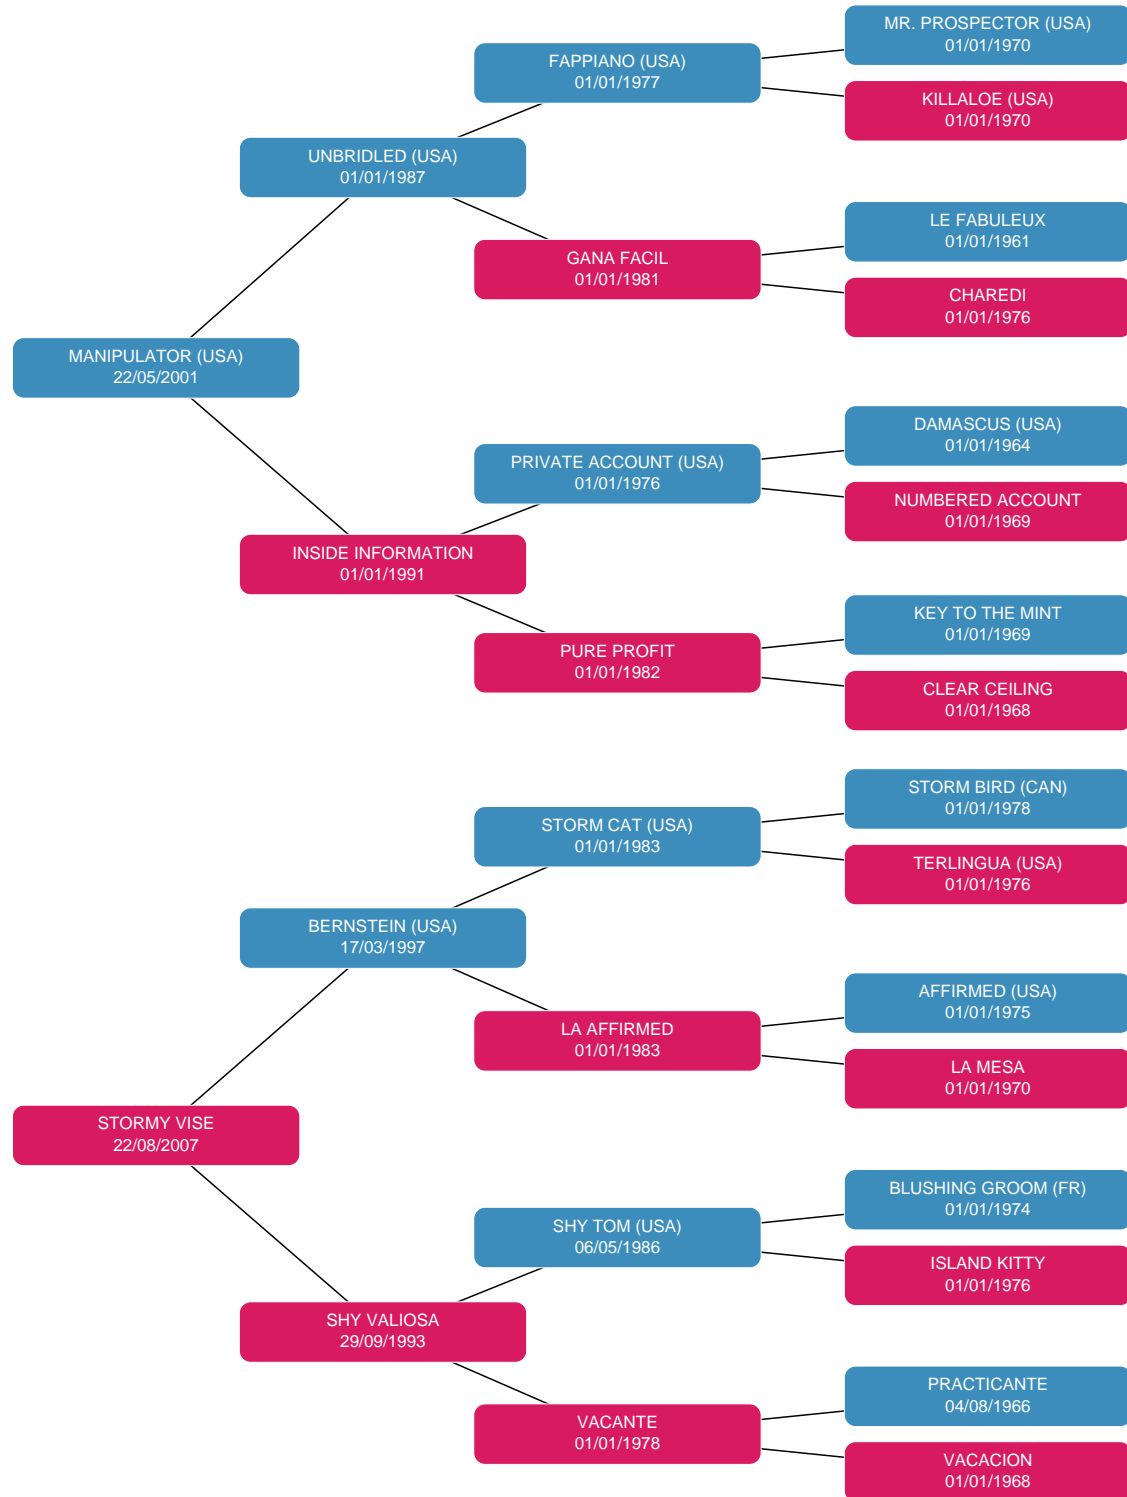 MR. PROSPECTOR (USA)
01/01/1970
FAPPIANO (USA)
01/01/1977
KILLALOE (USA)
01/01/1970
UNBRIDLED (USA)
01/01/1987
LE FABULEUX
01/01/1961
GANA FACIL
01/01/1981
CHAREDI
01/01/1976
MANIPULATOR (USA)
22/05/2001
DAMASCUS (USA)
01/01/1964
PRIVATE ACCOUNT (USA)
01/01/1976
NUMBERED ACCOUNT
01/01/1969
INSIDE INFORMATION
01/01/1991
KEY TO THE MINT
01/01/1969
PURE PROFIT
01/01/1982
CLEAR CEILING
01/01/1968
STORM BIRD (CAN)
01/01/1978
STORM CAT (USA)
01/01/1983
TERLINGUA (USA)
01/01/1976
BERNSTEIN (USA)
17/03/1997
AFFIRMED (USA)
01/01/1975
LA AFFIRMED
01/01/1983
LA MESA
01/01/1970
STORMY VISE
22/08/2007
BLUSHING GROOM (FR)
01/01/1974
SHY TOM (USA)
06/05/1986
ISLAND KITTY
01/01/1976
SHY VALIOSA
29/09/1993
PRACTICANTE
04/08/1966
VACANTE
01/01/1978
VACACION
01/01/1968